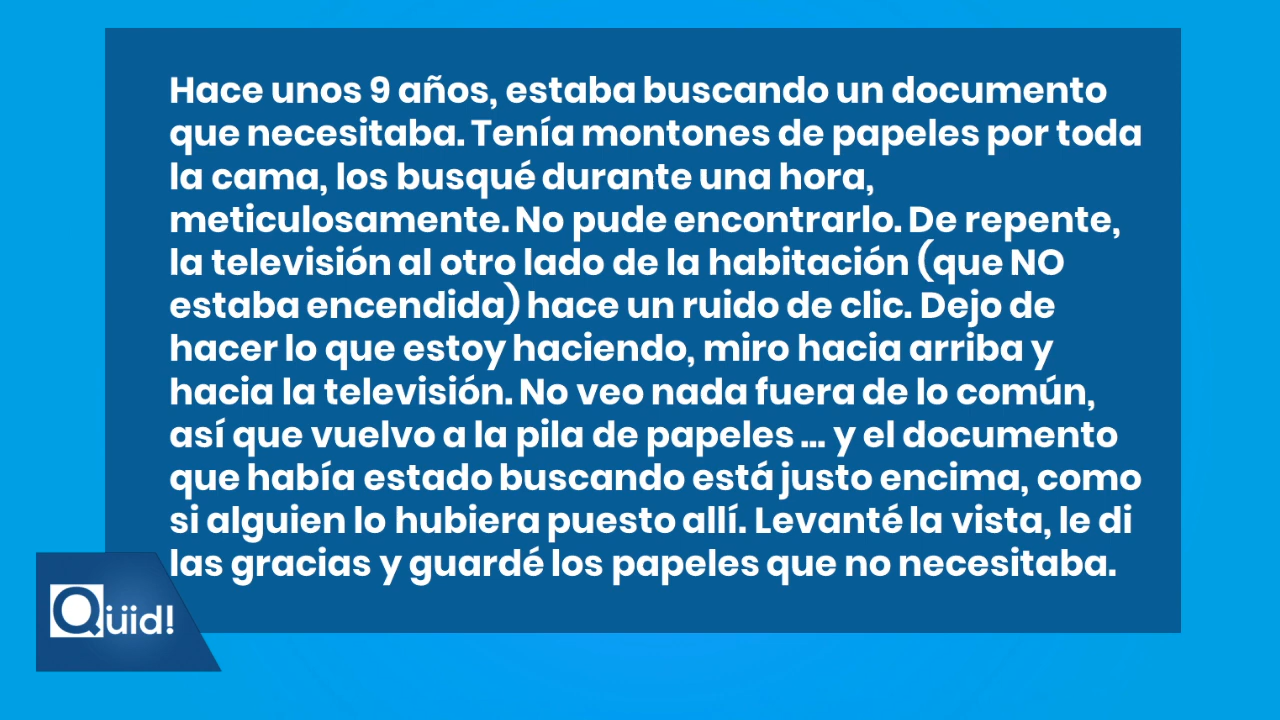 Hace unos 9 años, estaba buscando un documento
que necesitaba. Tenía montones de papeles por toda
la cama, los busqué durante una hora,
meticulosamente. No pude encontrarlo. De repente,
la televisión al otro lado de la habitación (que NO
estaba encendida) hace un ruido de clic. Dejo de
hacer lo que estoy haciendo, miro hacia arriba y
hacia la televisión. No veo nada fuera de lo común,
así que vuelvo a la pila de papeles ... y el documento
que había estado buscando está justo encima, como
si alguien lo hubiera puesto allí. Levanté la vista, le di
las gracias y guardé los papeles que no necesitaba.
Qüid!